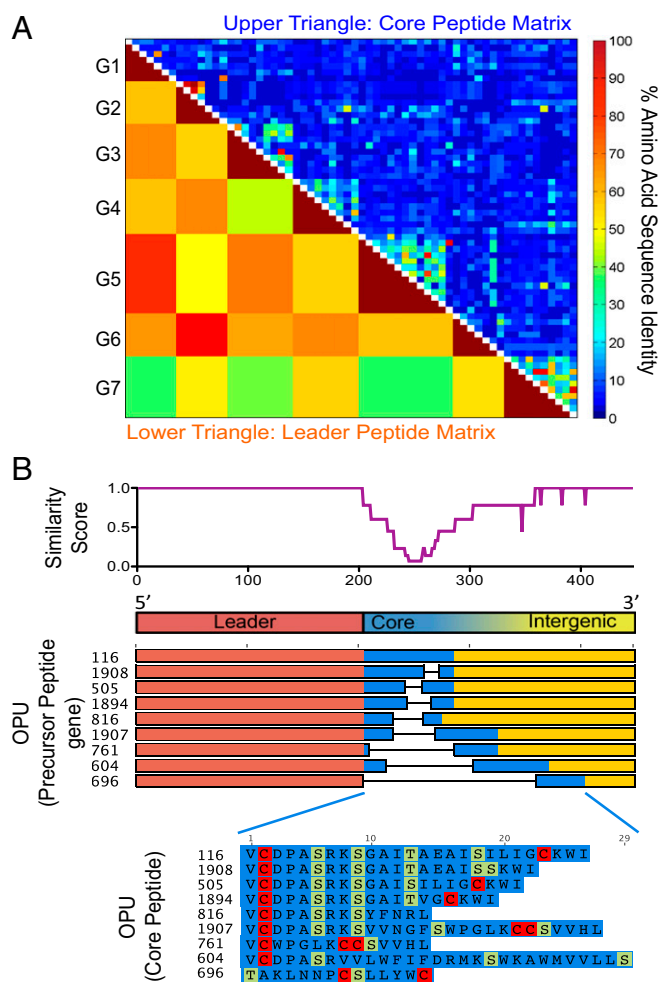 A
Upper Triangle: Core Peptide Matrix
G1
G2
G3
G4
G5
G6
G7
100
90
80
70
60
50
40
30
20
10
0
% Amino Acid Sequence Identity
Lower Triangle: Leader Peptide Matrix
B
Similarity Score
1.0
0.5
0.0
0 100 200 300 400
5' 3'
Leader Core Intergenic
OPU (Precursor Peptide gene)
116
1908
505
1894
816
1907
761
604
696
OPU (Core Peptide)
1 10 20 29
116 VCDPASRKSGAITAEAISILIGCKWI
1908 VCDPASRKSGAITAEAISSKWI
505 VCDPASRKSGAISILIGCKWI
1894 VCDPASRKSGAITVGCKWI
816 VCDPASRKSYFNRL
1907 VCDPASRKSVVNGFSWPGLKCCSVVHL
761 VCWPGLKCCSVVHL
604 VFDPASRVVLWFIFDRMKSWKAWMVVLLS
696 TAKLNNPCSLLYWC